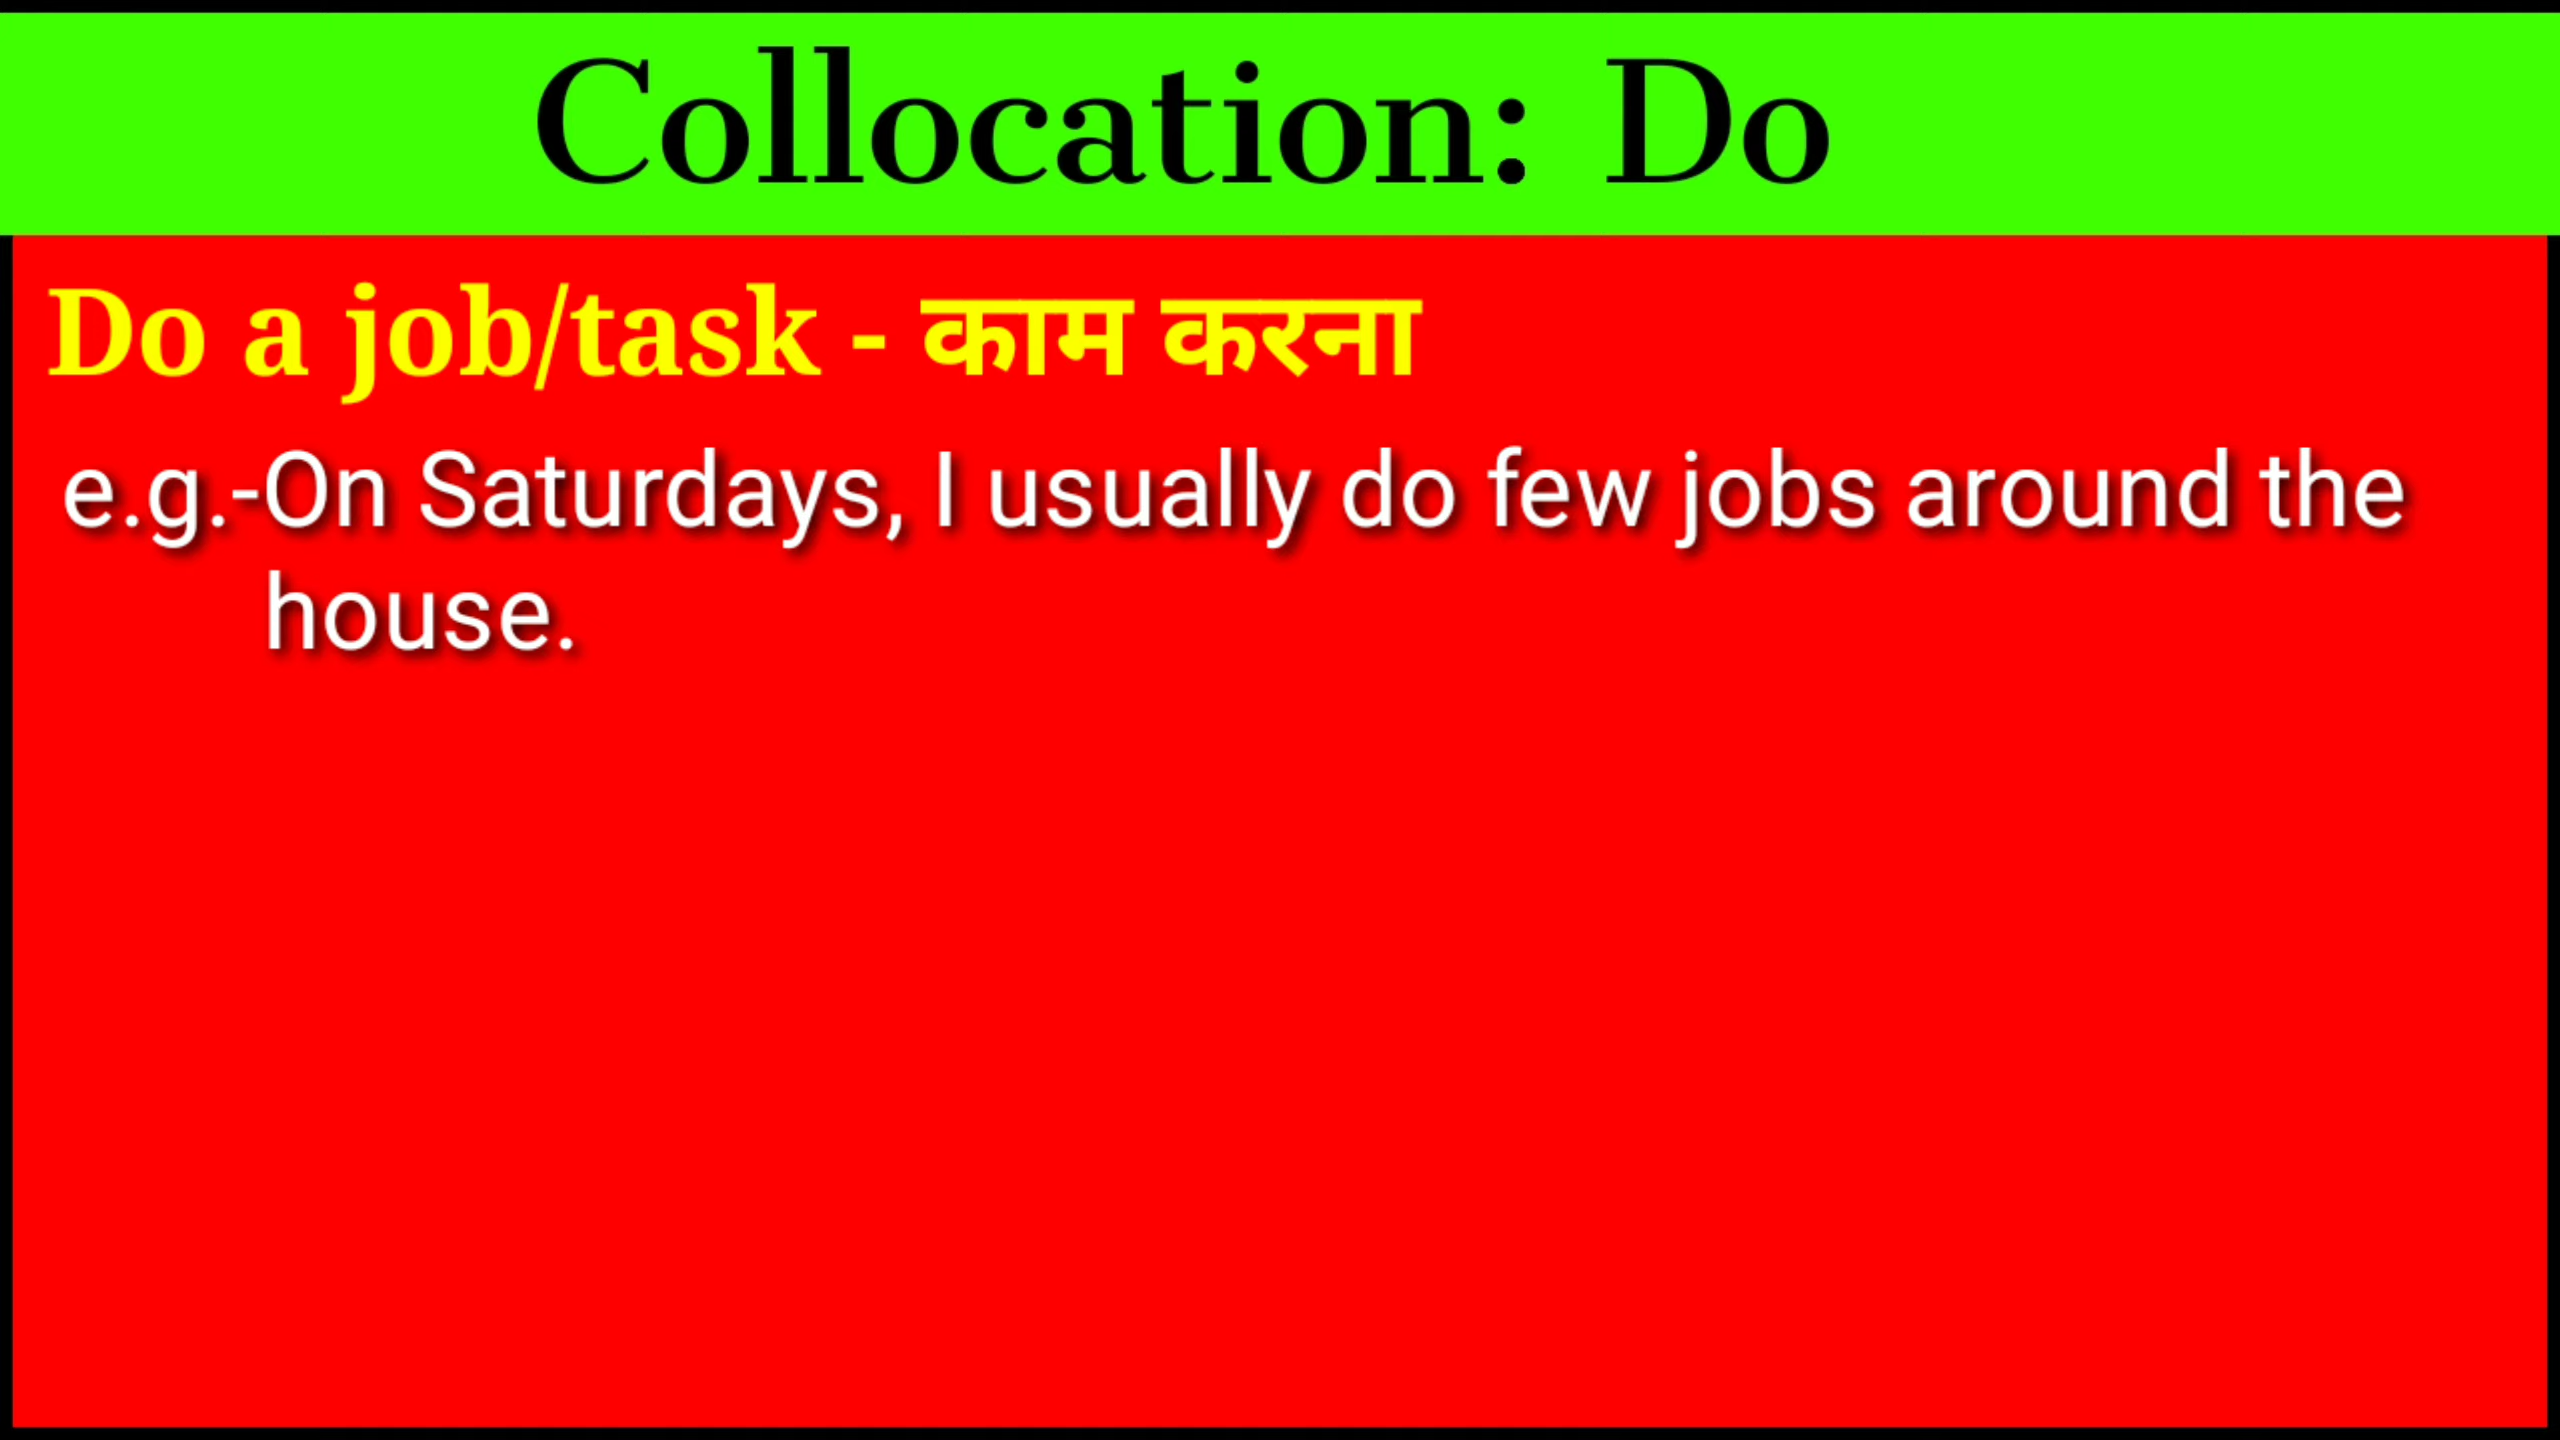 Collocation: Do
Do a job/task - काम करना
e.g.-On Saturdays, I usually do few jobs around the
house.